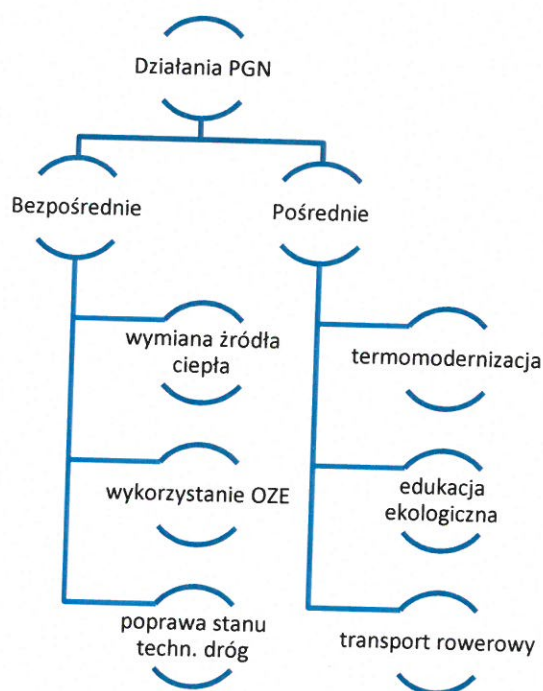 Działania PGN
Bezpośrednie
Pośrednie
wymiana źródła
ciepła
wykorzystanie OZE
poprawa stanu
techn. dróg
termomodernizacja
edukacja
ekologiczna
transport rowerowy